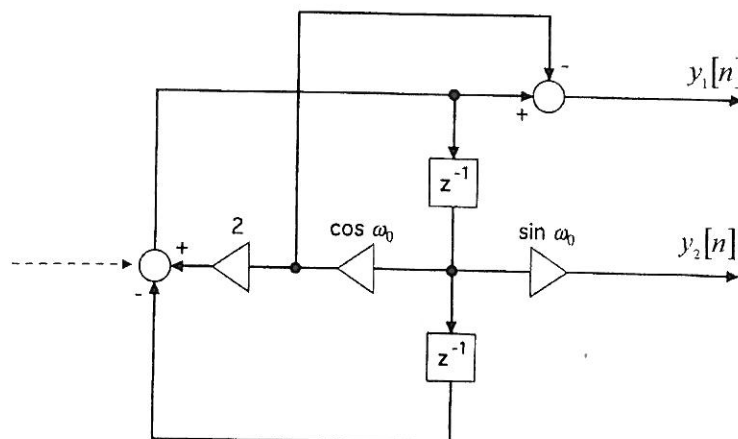 -
y₁[n]
+
z⁻¹
2
cos ω₀
sin ω₀
+
y₂[n]
-
z⁻¹